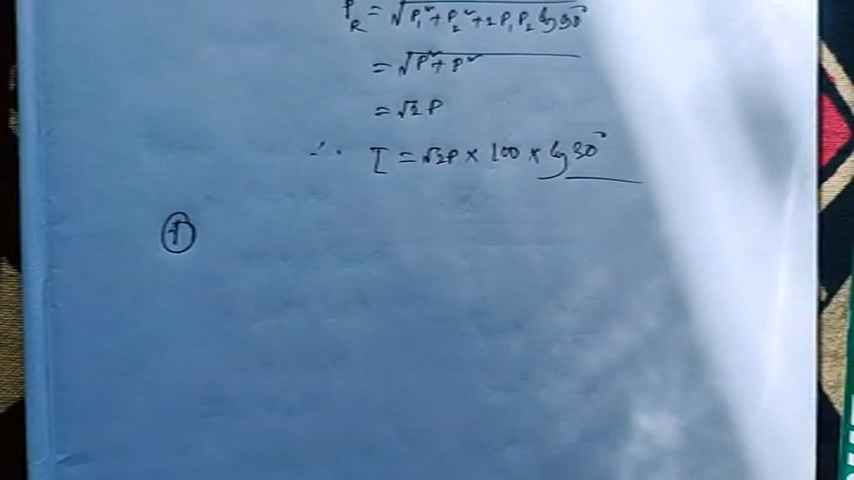 P_R = √P₁² + P₂² + 2P₁P₂ cos 90°
= √P² + P²
= √2 P
∴ I = √2P × 100 × cos 30°